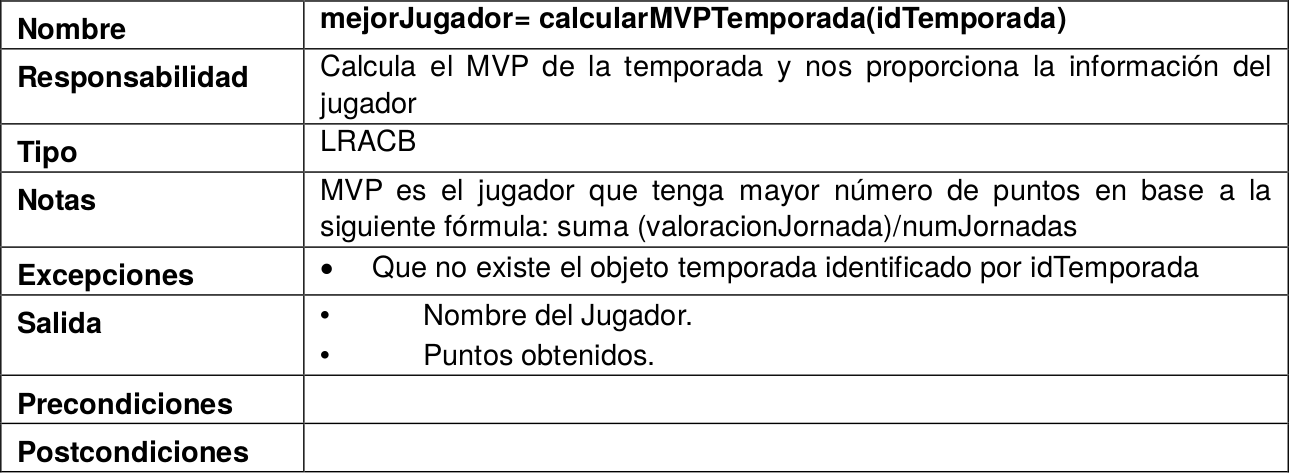 Nombre
mejorJugador= calcularMVPTemporada(idTemporada)
Responsabilidad
Calcula el MVP de la temporada y nos proporciona la información del
jugador
Tipo
LRACB
Notas
MVP es el jugador que tenga mayor número de puntos en base a la
siguiente fórmula: suma (valoracionJornada)/numJornadas
Excepciones
• Que no existe el objeto temporada identificado por idTemporada
Salida
• Nombre del Jugador.
• Puntos obtenidos.
Precondiciones
Postcondiciones